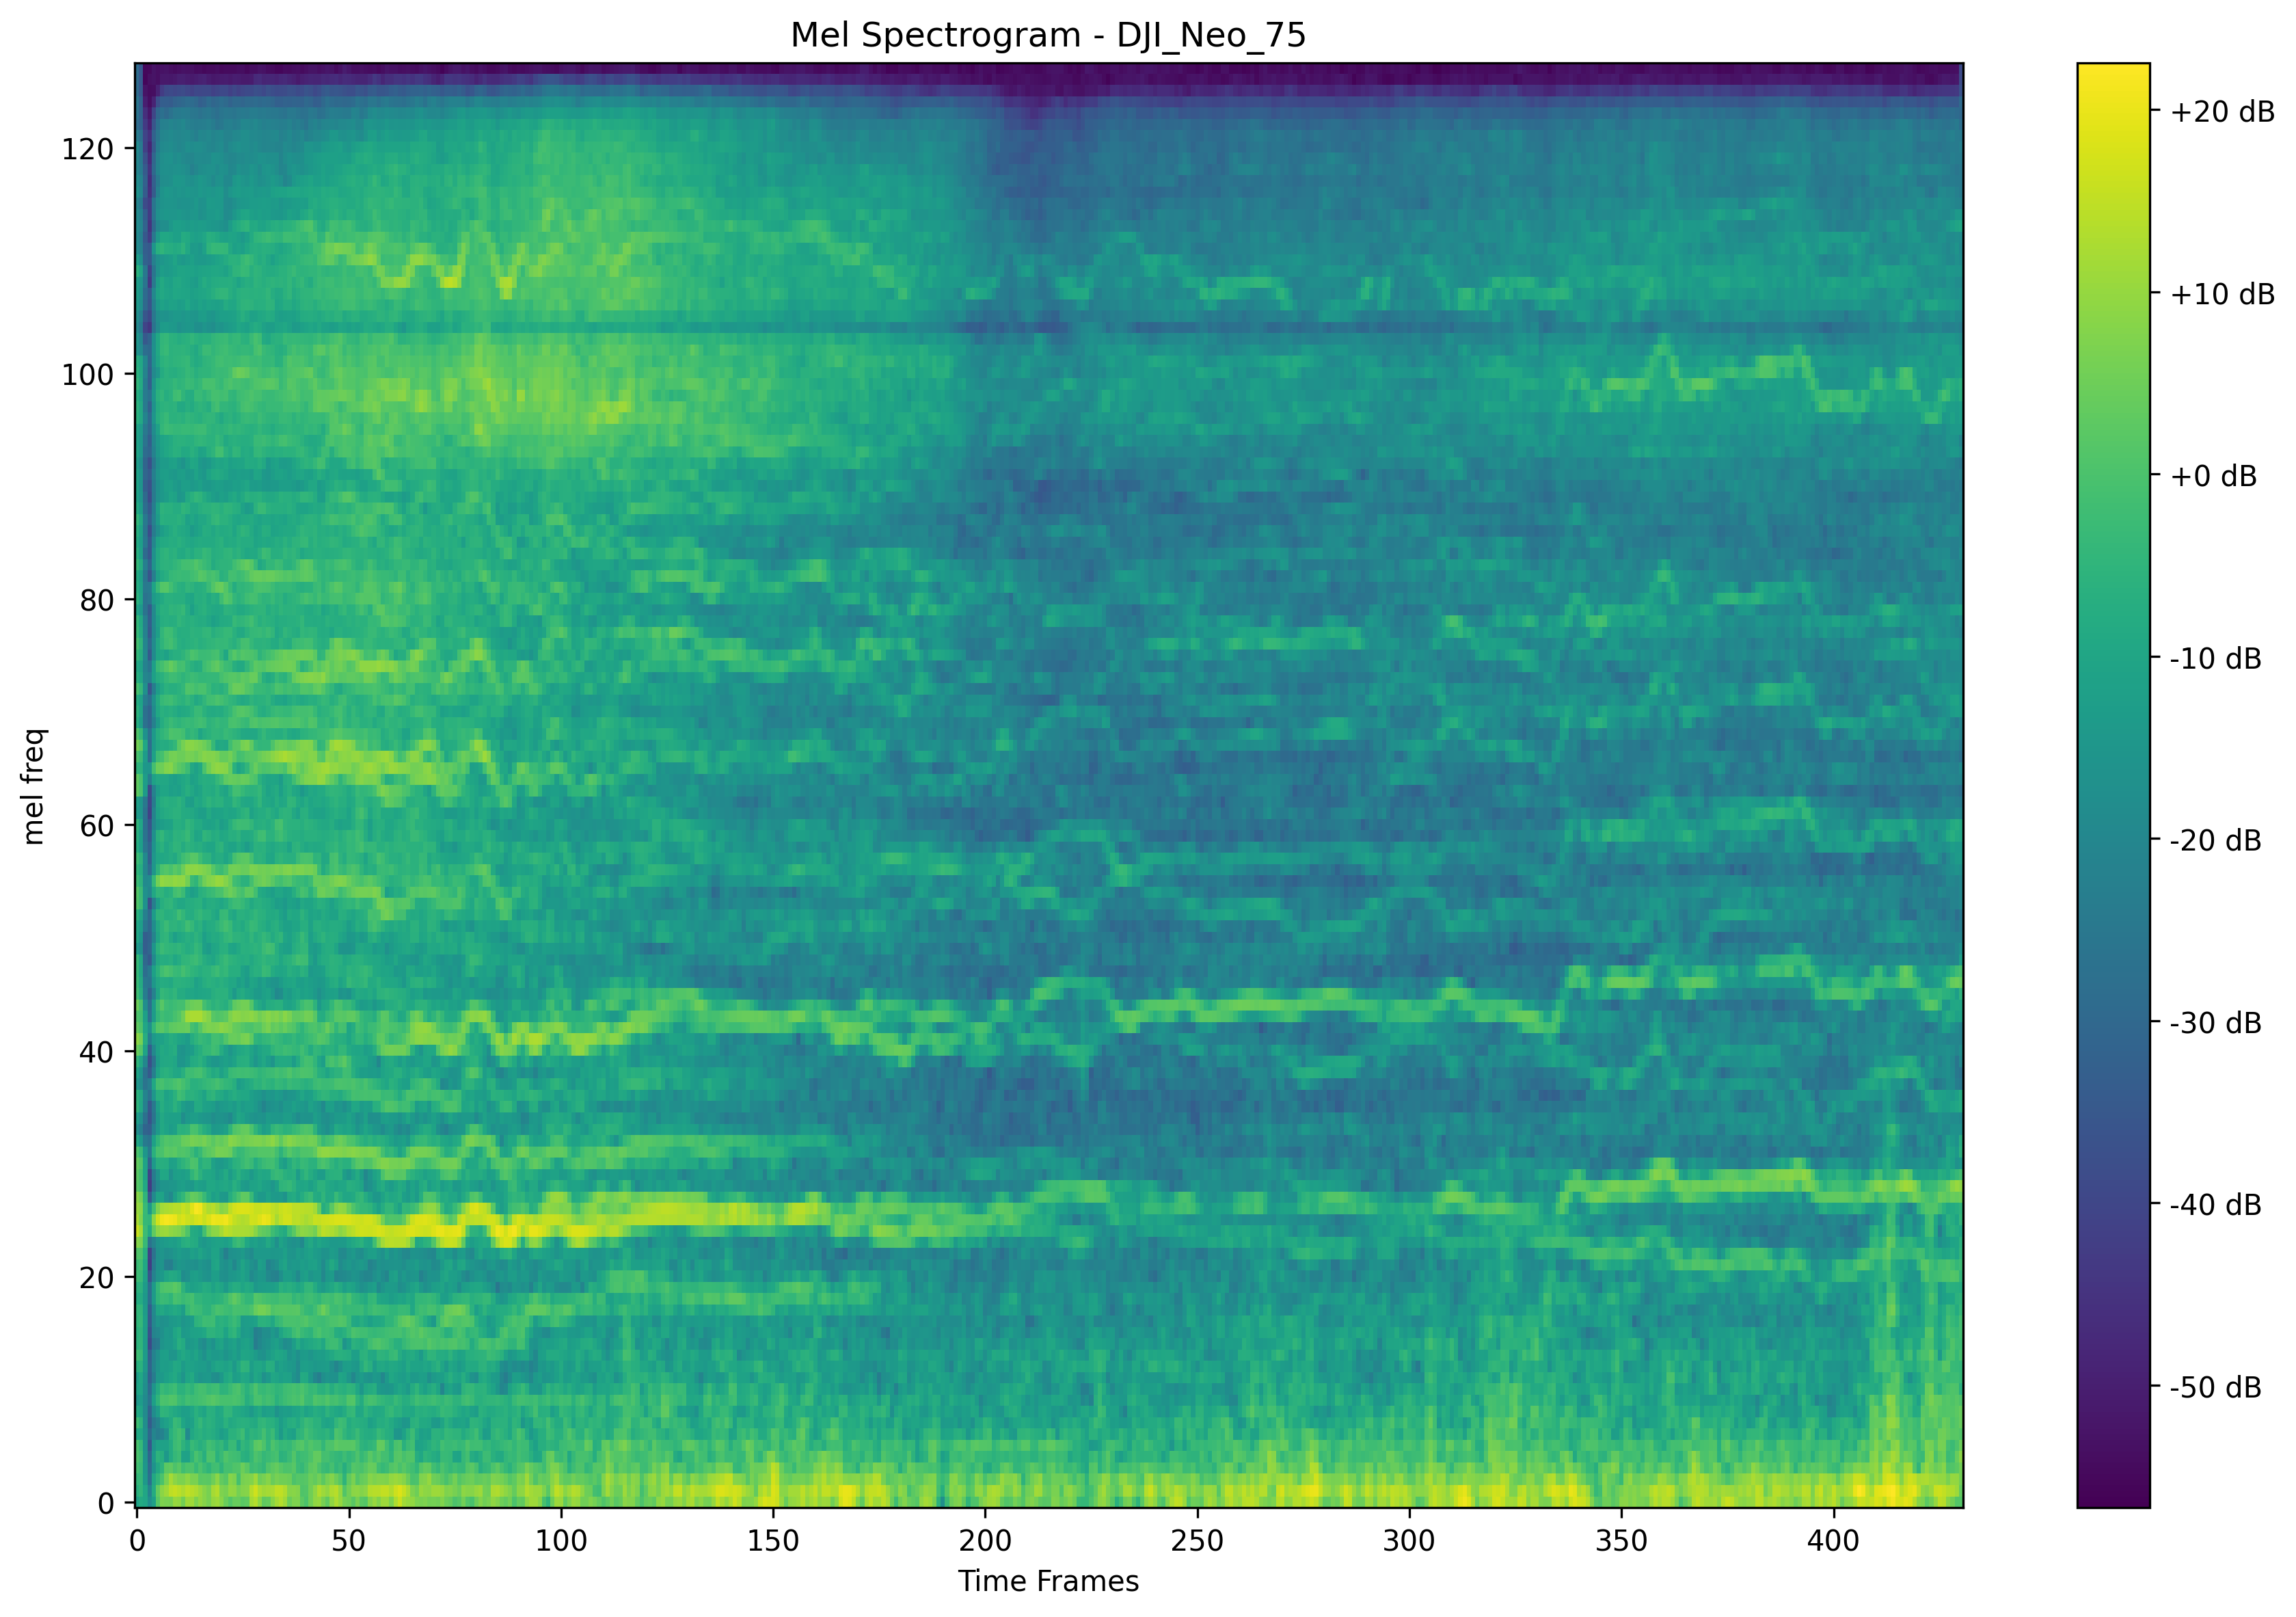 Mel Spectrogram - DJI_Neo_75
mel freq
120
100
80
60
40
20
0
0 50 100 150 200 250 300 350 400
Time Frames
+20 dB
+10 dB
+0 dB
-10 dB
-20 dB
-30 dB
-40 dB
-50 dB